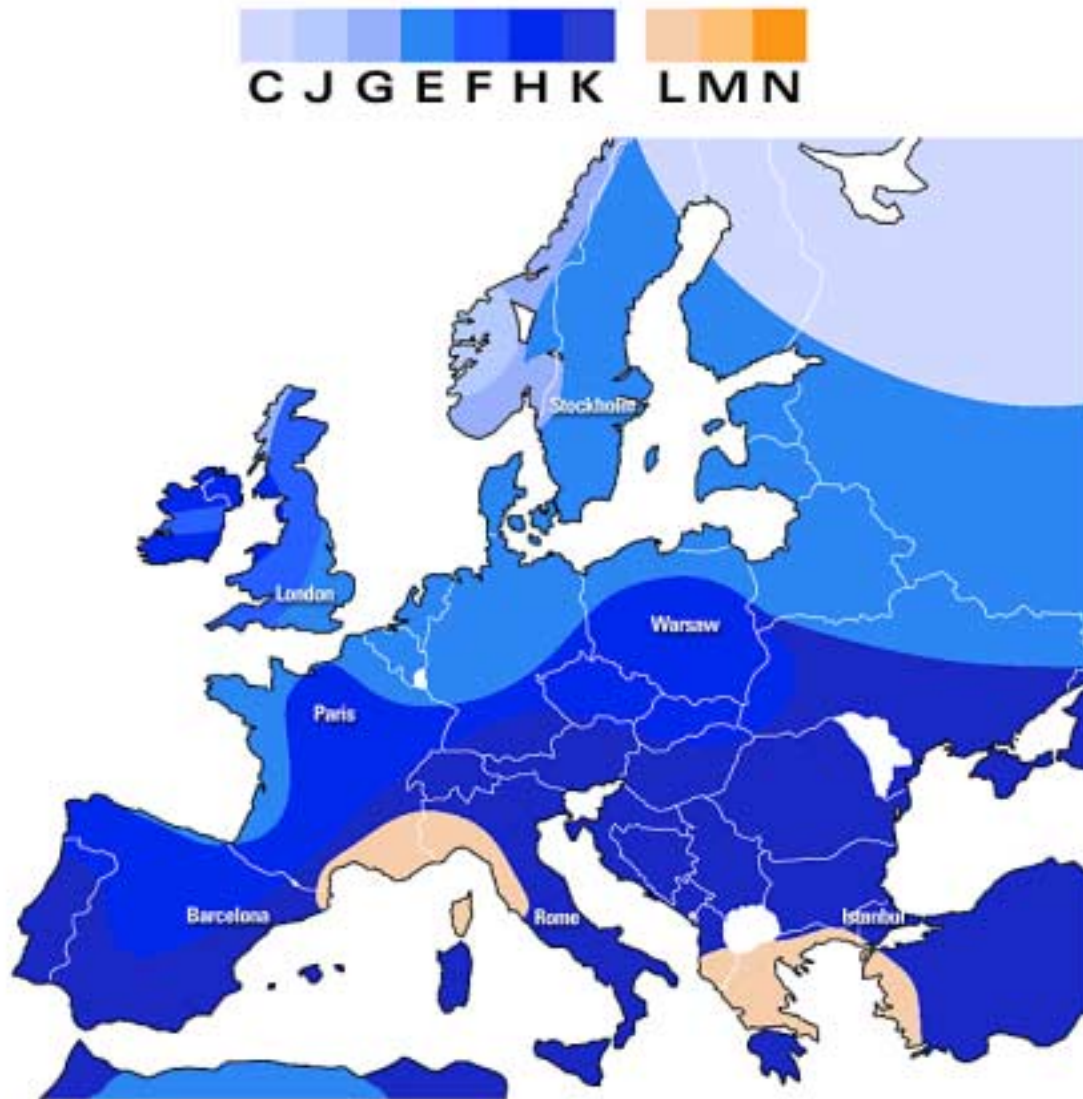 C J G E F H K L M N
Stockholm
London
Warsaw
Paris
Barcelona
Rome
Istanbul